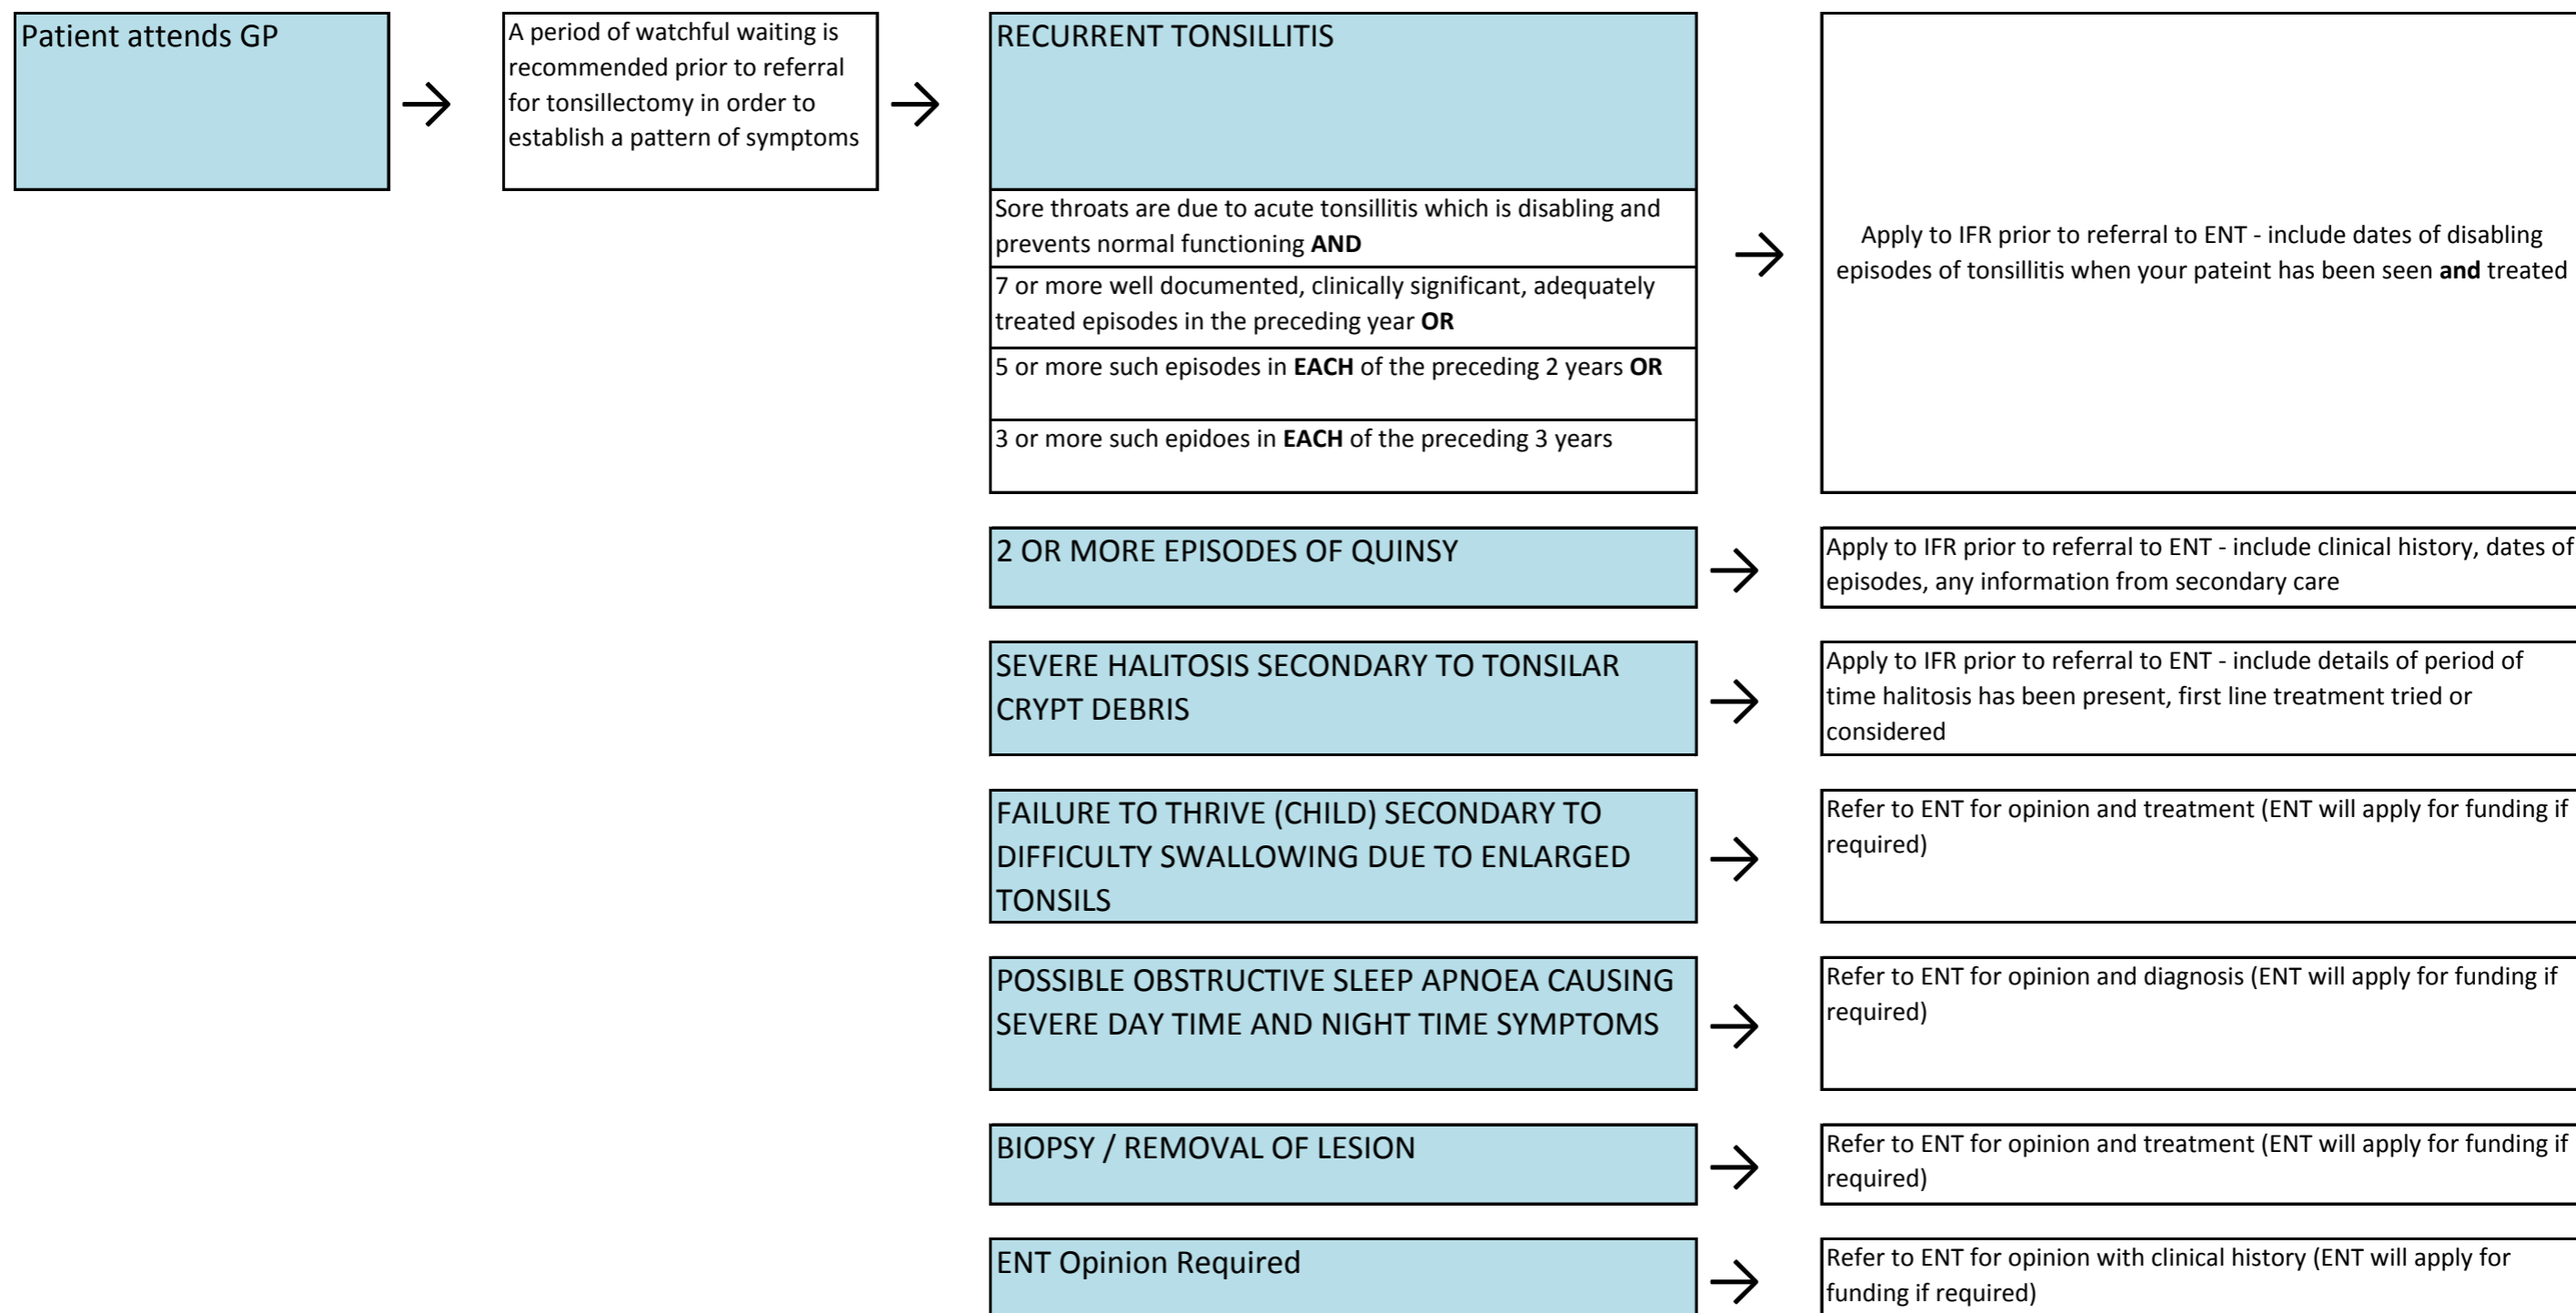 Patient attends GP
A period of watchful waiting is
recommended prior to referral
for tonsillectomy in order to
establish a pattern of symptoms
RECURRENT TONSILLITIS
Sore throats are due to acute tonsillitis which is disabling and
prevents normal functioning AND
7 or more well documented, clinically significant, adequately
treated episodes in the preceding year OR
5 or more such episodes in EACH of the preceding 2 years OR
3 or more such epidoes in EACH of the preceding 3 years
Apply to IFR prior to referral to ENT - include dates of disabling
episodes of tonsillitis when your pateint has been seen and treated
2 OR MORE EPISODES OF QUINSY
Apply to IFR prior to referral to ENT - include clinical history, dates of
episodes, any information from secondary care
SEVERE HALITOSIS SECONDARY TO TONSILAR
CRYPT DEBRIS
Apply to IFR prior to referral to ENT - include details of period of
time halitosis has been present, first line treatment tried or
considered
FAILURE TO THRIVE (CHILD) SECONDARY TO
DIFFICULTY SWALLOWING DUE TO ENLARGED
TONSILS
Refer to ENT for opinion and treatment (ENT will apply for funding if
required)
POSSIBLE OBSTRUCTIVE SLEEP APNOEA CAUSING
SEVERE DAY TIME AND NIGHT TIME SYMPTOMS
Refer to ENT for opinion and diagnosis (ENT will apply for funding if
required)
BIOPSY / REMOVAL OF LESION
Refer to ENT for opinion and treatment (ENT will apply for funding if
required)
ENT Opinion Required
Refer to ENT for opinion with clinical history (ENT will apply for
funding if required)